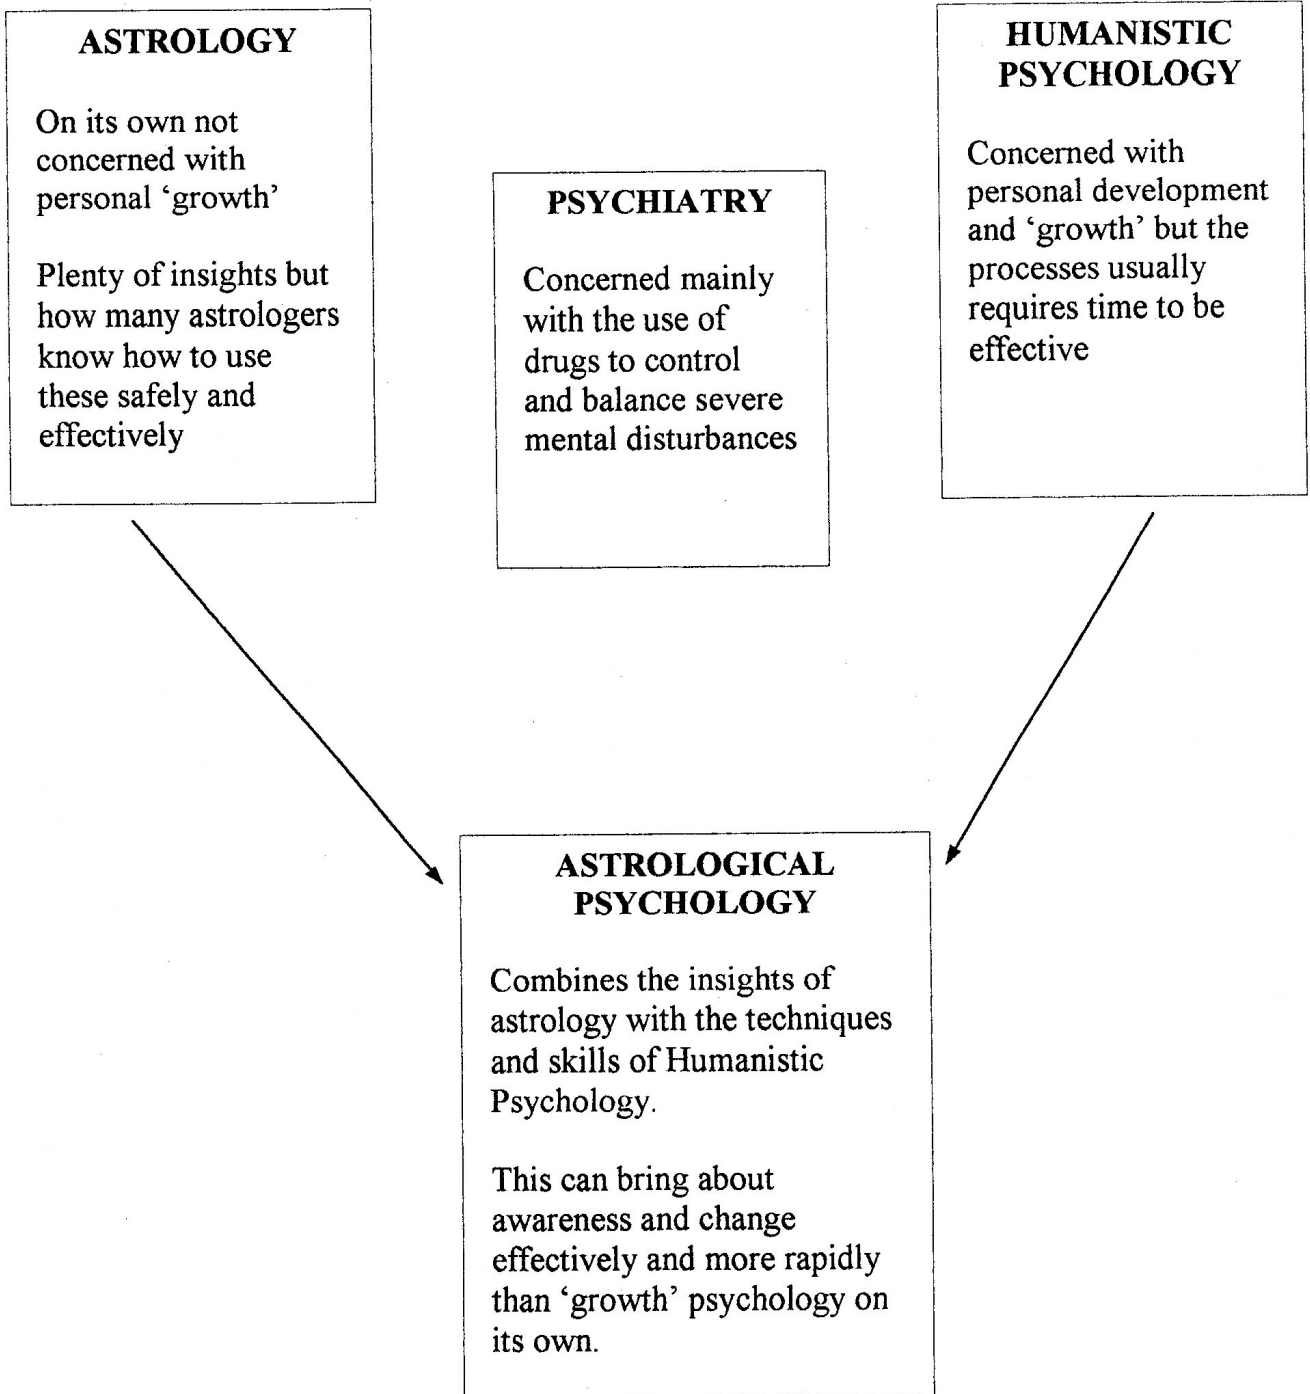 ASTROLOGY
On its own not
concerned with
personal ‘growth’
Plenty of insights but
how many astrologers
know how to use
these safely and
effectively
PSYCHIATRY
Concerned mainly
with the use of
drugs to control
and balance severe
mental disturbances
HUMANISTIC
PSYCHOLOGY
Concerned with
personal development
and ‘growth’ but the
processes usually
requires time to be
effective
ASTROLOGICAL
PSYCHOLOGY
Combines the insights of
astrology with the techniques
and skills of Humanistic
Psychology.
This can bring about
awareness and change
effectively and more rapidly
than ‘growth’ psychology on
its own.